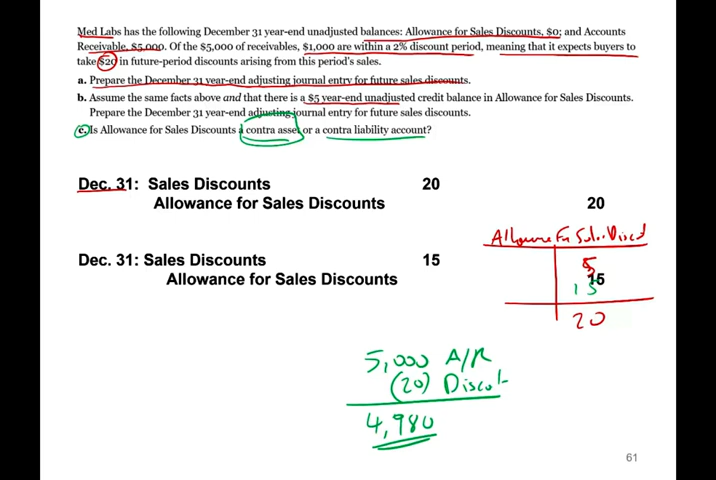 Med Labs has the following December 31 year-end unadjusted balances: Allowance for Sales Discounts, $0; and Accounts
Receivable, $5,000. Of the $5,000 of receivables, $1,000 are within a 2% discount period, meaning that it expects buyers to
take $20 in future-period discounts arising from this period's sales.
a. Prepare the December 31 year-end adjusting journal entry for future sales discounts.
b. Assume the same facts above and that there is a $5 year-end unadjusted credit balance in Allowance for Sales Discounts.
Prepare the December 31 year-end adjusting journal entry for future sales discounts.
c. Is Allowance for Sales Discounts a contra asset or a contra liability account?
Dec. 31: Sales Discounts 20
Allowance for Sales Discounts 20
Allowance For Sales Discd
5
Dec. 31: Sales Discounts 15
Allowance for Sales Discounts 15
15
20
5,000 A/R
(20) Discot
4,980
61